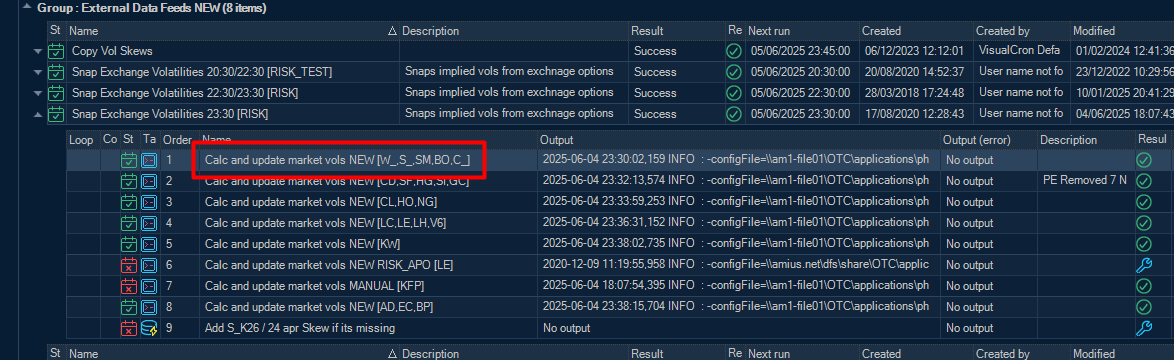 Group : External Data Feeds NEW (8 items)
St Name Description Result Re Next run Created Created by Modified
Copy Vol Skews Success 05/06/2025 23:45:00 06/12/2023 12:12:01 VisualCron Defa 01/02/2024 12:41:36
Snap Exchange Volatilities 20:30/22:30 [RISK_TEST] Snaps implied vols from exchnage options Success 05/06/2025 20:30:00 20/08/2020 14:52:37 User name not fo 23/12/2022 10:29:56
Snap Exchange Volatilities 22:30/23:30 [RISK] Snaps implied vols from exchnage options Success 05/06/2025 22:30:00 28/03/2018 17:24:48 User name not fo 10/01/2025 20:41:29
Snap Exchange Volatilities 23:30 [RISK] Snaps implied vols from exchnage options Success 05/06/2025 23:30:00 17/08/2020 12:28:43 User name not fo 04/06/2025 18:07:43
Loop Co St Ta Order Name Output Output (error) Description Resul
1 Calc and update market vols NEW [W_,S_,SM,BO,C_] 2025-06-04 23:30:02,159 INFO : -configFile=\\am1-file01\OTC\applications\ph No output
2 Calc and update market vols NEW [CD,SF,HG,SI,GC] 2025-06-04 23:32:13,574 INFO : -configFile=\\am1-file01\OTC\applications\ph No output PE Removed 7 N
3 Calc and update market vols NEW [CL,HO,NG] 2025-06-04 23:33:59,253 INFO : -configFile=\\am1-file01\OTC\applications\ph No output
4 Calc and update market vols NEW [LC,LE,LH,V6] 2025-06-04 23:36:31,152 INFO : -configFile=\\am1-file01\OTC\applications\ph No output
5 Calc and update market vols NEW [KW] 2025-06-04 23:38:02,735 INFO : -configFile=\\am1-file01\OTC\applications\ph No output
6 Calc and update market vols NEW RISK_APO [LE] 2020-12-09 11:19:55,958 INFO : -configFile=\\amius.net\dfs\share\OTC\applic No output
7 Calc and update market vols MANUAL [KFP] 2025-06-04 18:07:54,395 INFO : -configFile=\\am1-file01\OTC\applications\ph No output
8 Calc and update market vols NEW [AD,EC,BP] 2025-06-04 23:38:15,704 INFO : -configFile=\\am1-file01\OTC\applications\ph No output
9 Add S_K26 / 24 apr Skew if its missing No output No output
St Name Description Result Re Next run Created Created by Modified